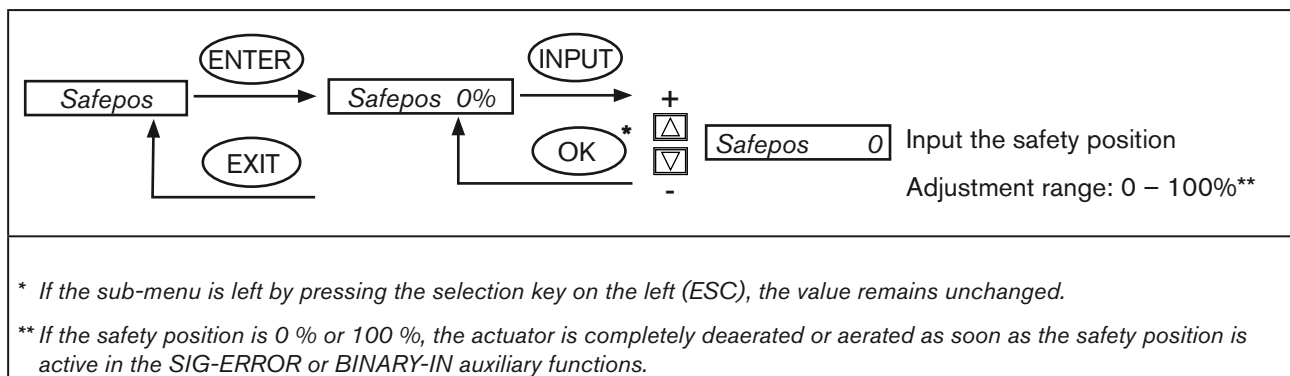 ENTER
INPUT
Safepos
Safepos 0%
+
Safepos 0
Input the safety position
EXIT
OK *
Adjustment range: 0 – 100%**
-
* If the sub-menu is left by pressing the selection key on the left (ESC), the value remains unchanged.
** If the safety position is 0 % or 100 %, the actuator is completely deaerated or aerated as soon as the safety position is
active in the SIG-ERROR or BINARY-IN auxiliary functions.